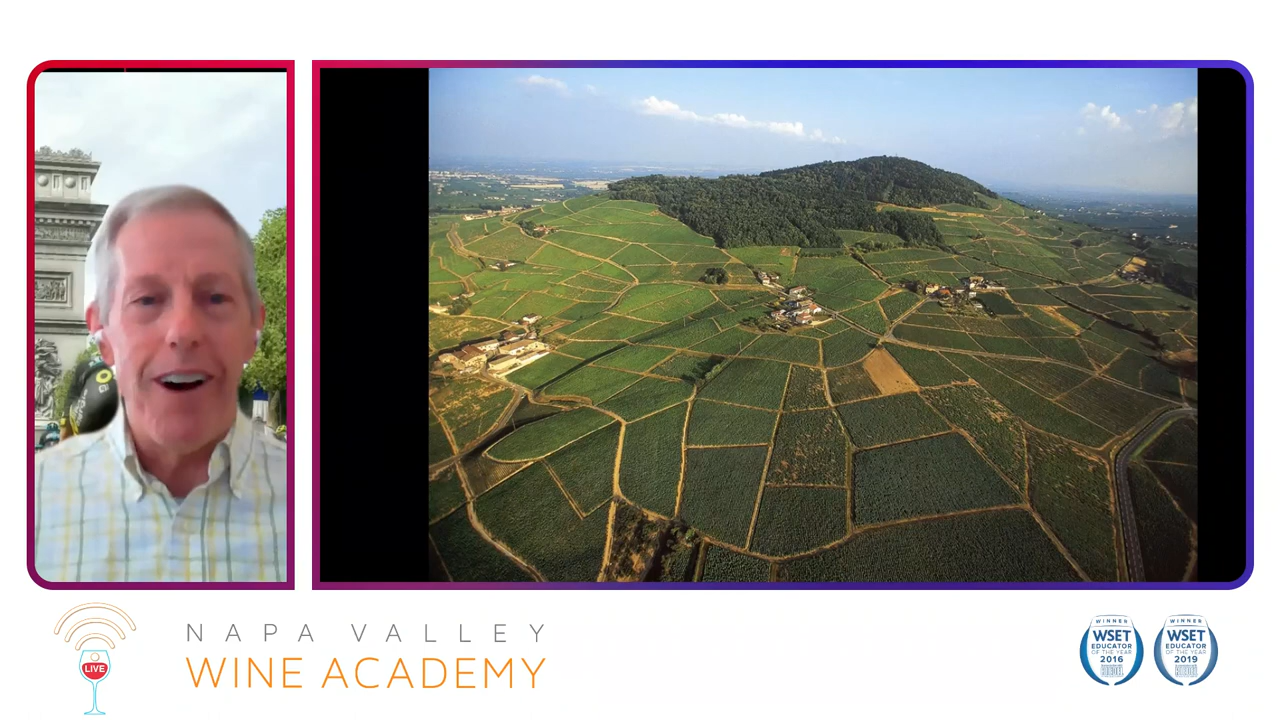 LIVE
NAPA VALLEY
WINE ACADEMY
WINNER
WSET
EDUCATOR
OF THE YEAR
2016
WINNER
WSET
EDUCATOR
OF THE YEAR
2019